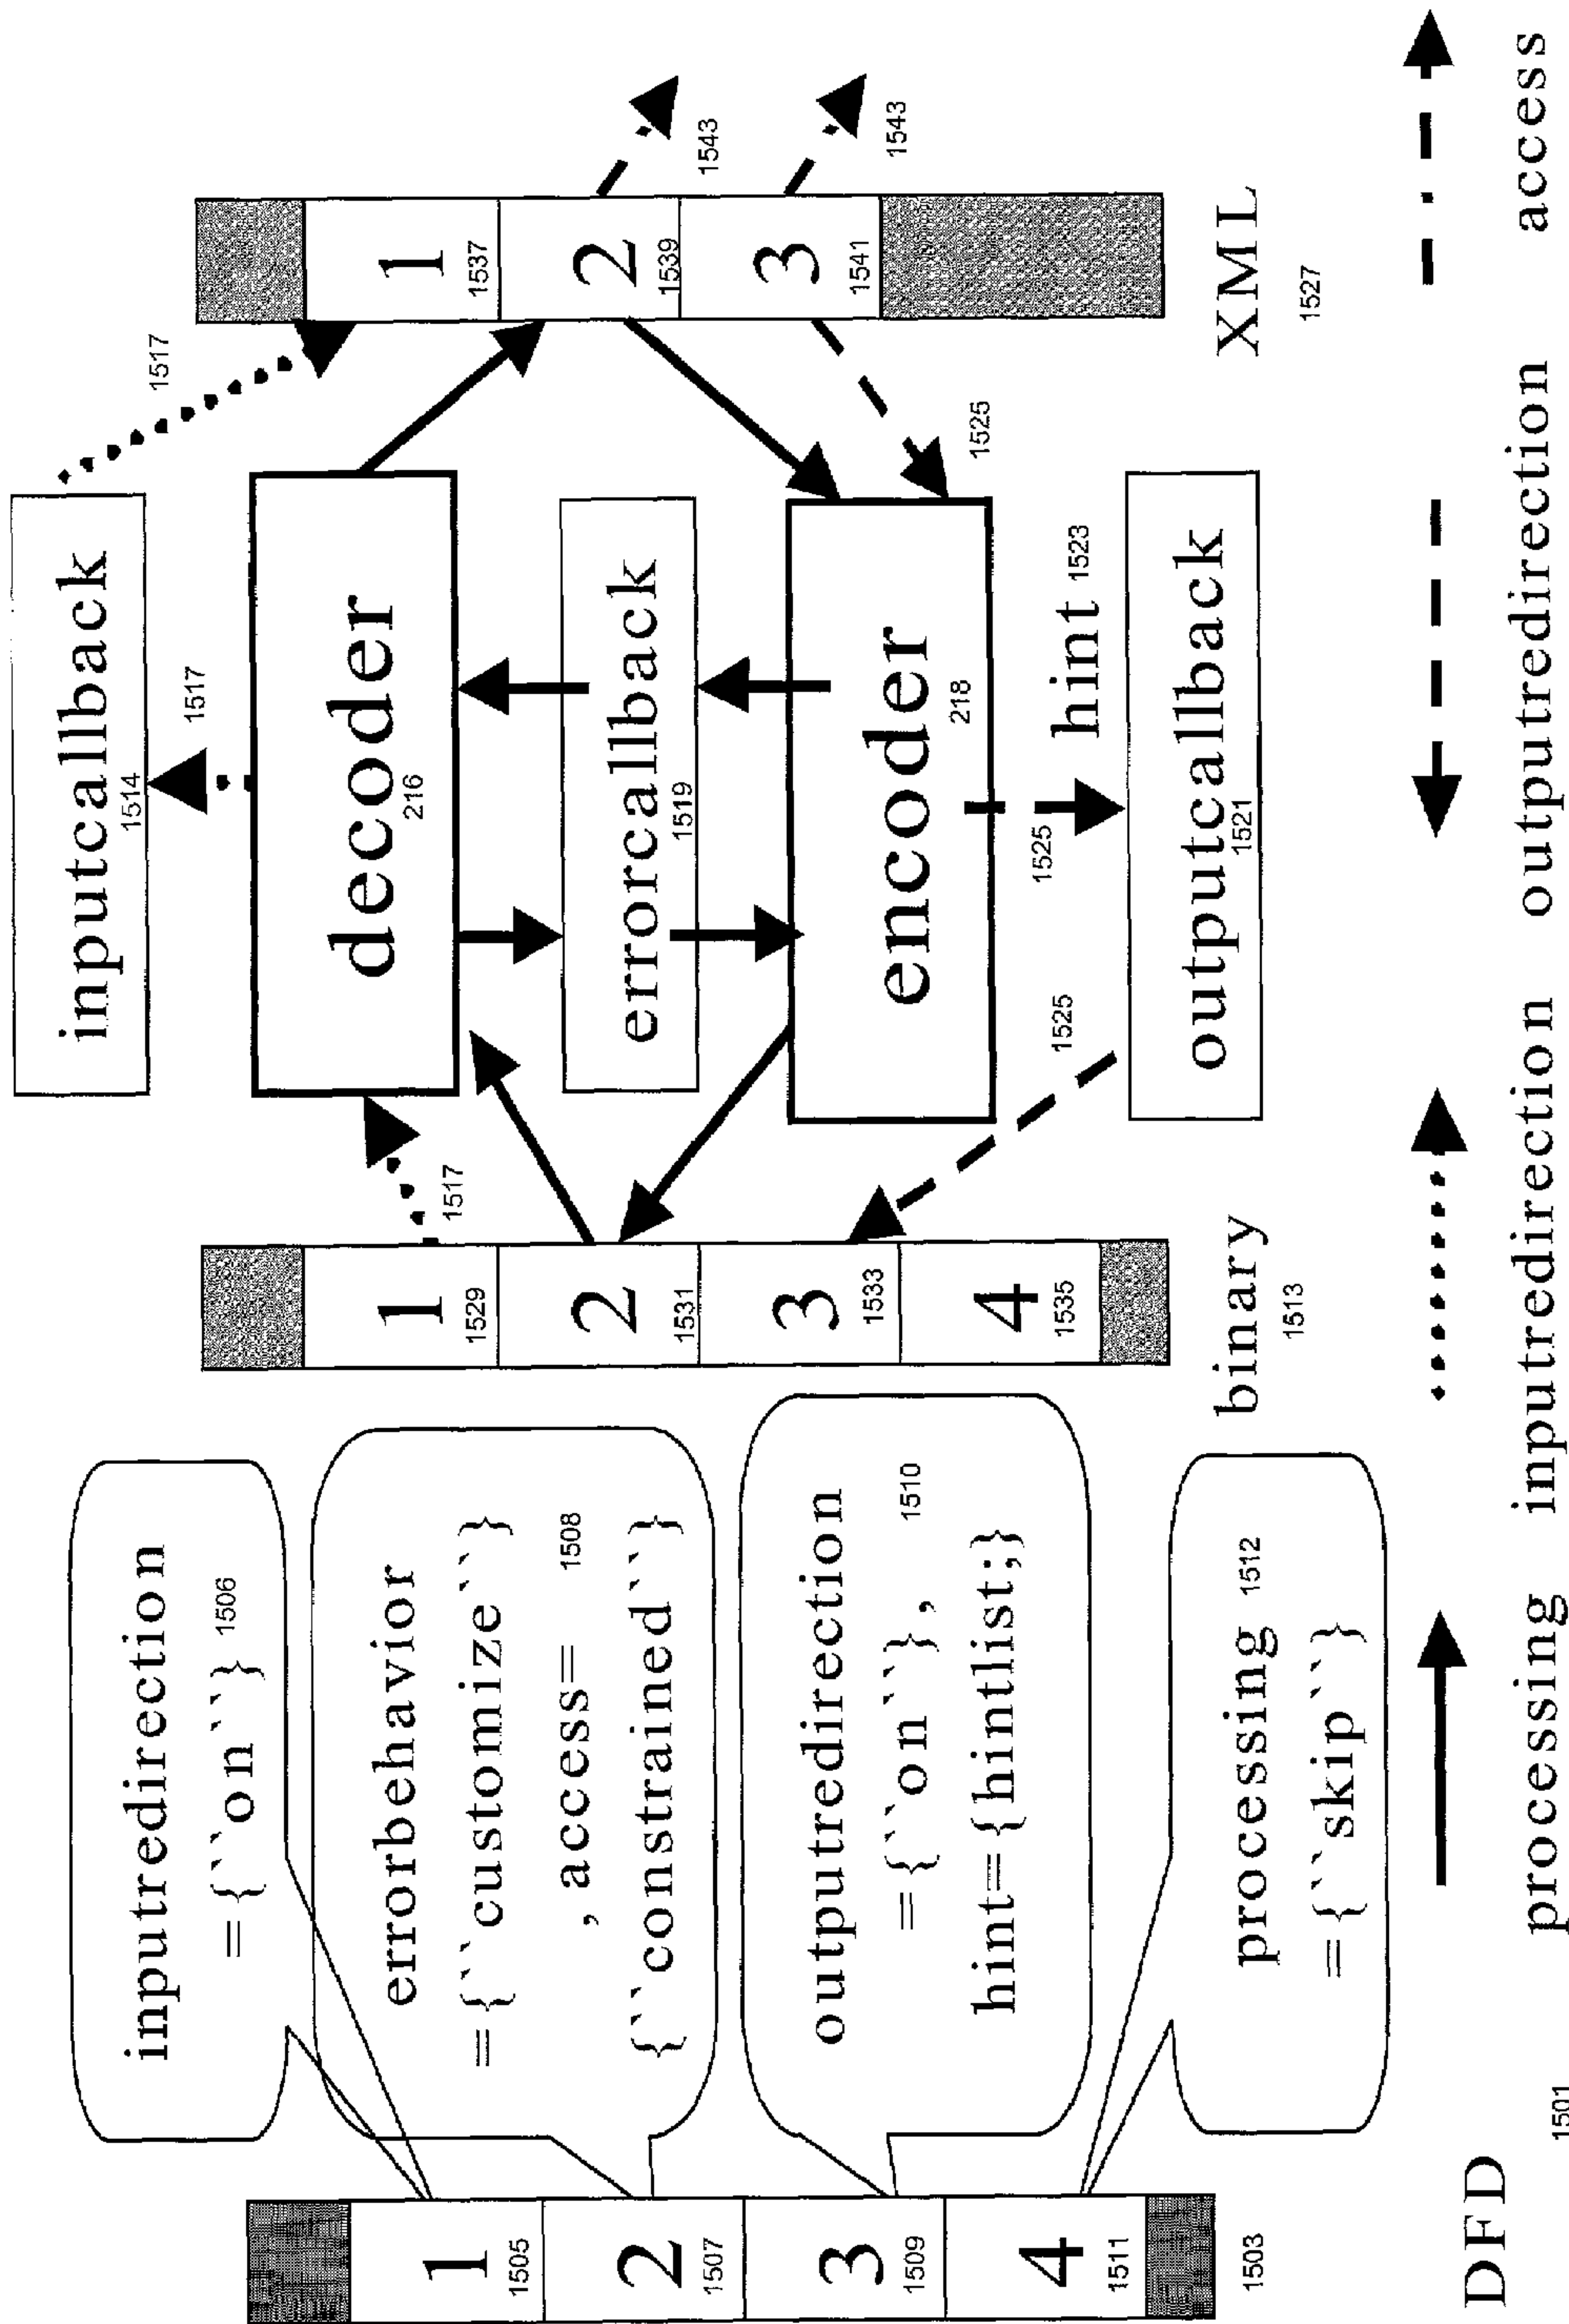 1
1505
2
1507
3
1509
4
1511
1503
DFD
1501
inputredirection
={``on``} 1506
errorbehavior
={``customize``}
,access= 1508
{``constrained``}
outputredirection
={``on``}, 1510
hint={hintlist;}
processing 1512
={``skip``}
1
1529
2
1531
3
1533
4
1535
binary
1513
1517
inputcallback
1514
1517
1517
decoder
216
errorcallback
1519
encoder
218
1525
hint 1523
1525
outputcallback
1521
1525
1
1537
2
1539
3
1541
XML
1527
1543
1543
processing inputredirection outputredirection access